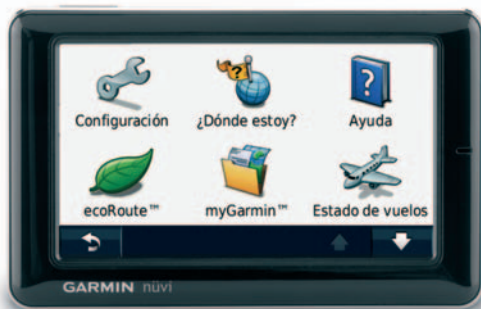 Configuración
¿Dónde estoy?
Ayuda
ecoRoute™
myGarmin™
Estado de vuelos
GARMIN nüvi